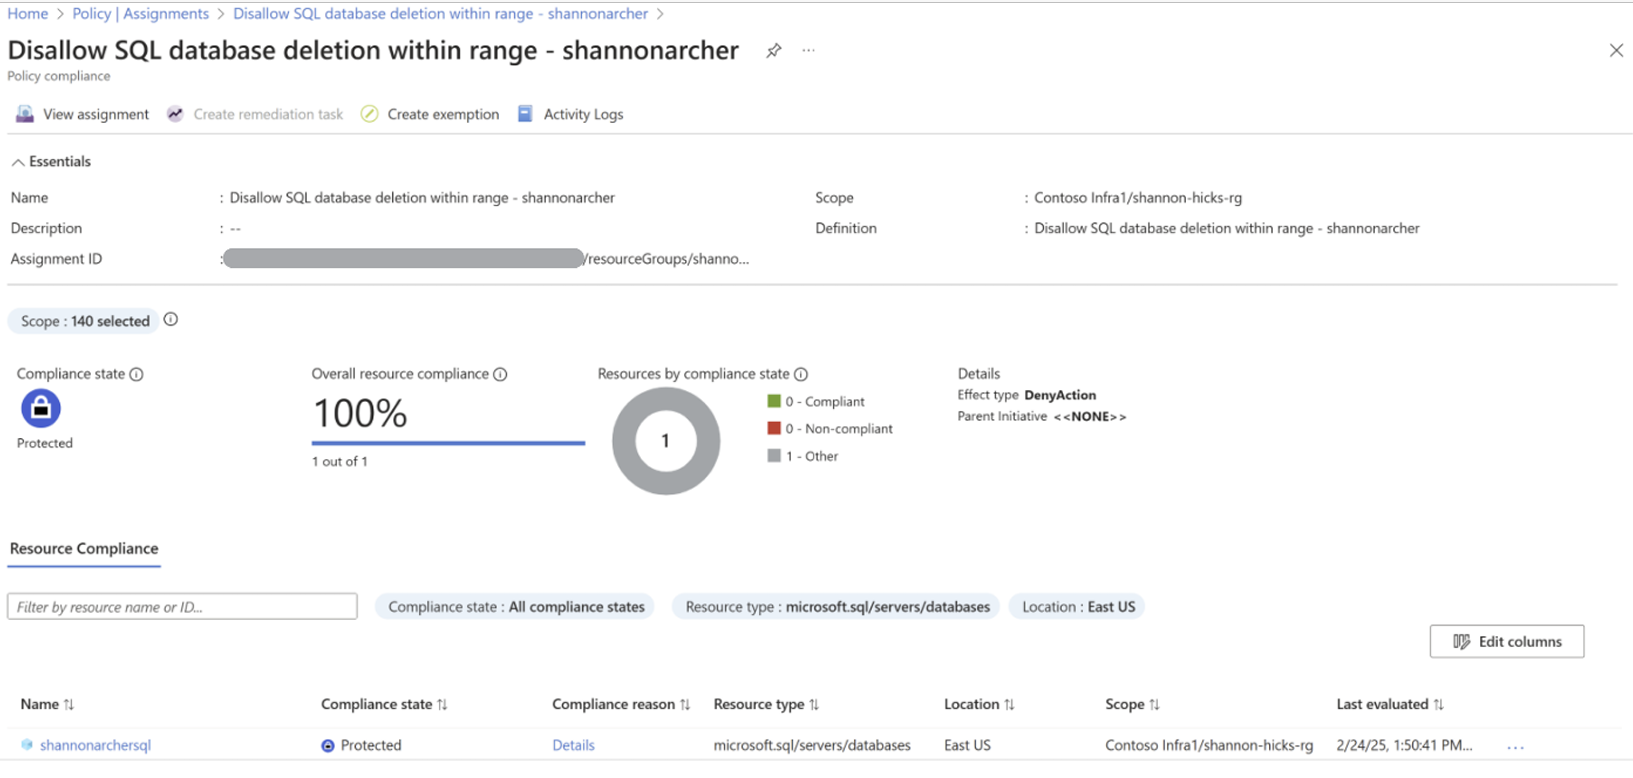 Home > Policy | Assignments > Disallow SQL database deletion within range - shannonarcher >
Disallow SQL database deletion within range - shannonarcher ...
Policy compliance
View assignment Create remediation task Create exemption Activity Logs
Essentials
Name : Disallow SQL database deletion within range - shannonarcher Scope : Contoso Infra1/shannon-hicks-rg
Description : -- Definition : Disallow SQL database deletion within range - shannonarcher
Assignment ID : /resourceGroups/shanno...
Scope : 140 selected
Compliance state Overall resource compliance Resources by compliance state Details
Effect type DenyAction
Parent Initiative <<NONE>>
100%
0 - Compliant
0 - Non-compliant
1 - Other
1
Protected
1 out of 1
Resource Compliance
Filter by resource name or ID... Compliance state : All compliance states Resource type : microsoft.sql/servers/databases Location : East US
Edit columns
Name Compliance state Compliance reason Resource type Location Scope Last evaluated
shannonarchersql Protected Details microsoft.sql/servers/databases East US Contoso Infra1/shannon-hicks-rg 2/24/25, 1:50:41 PM... ...